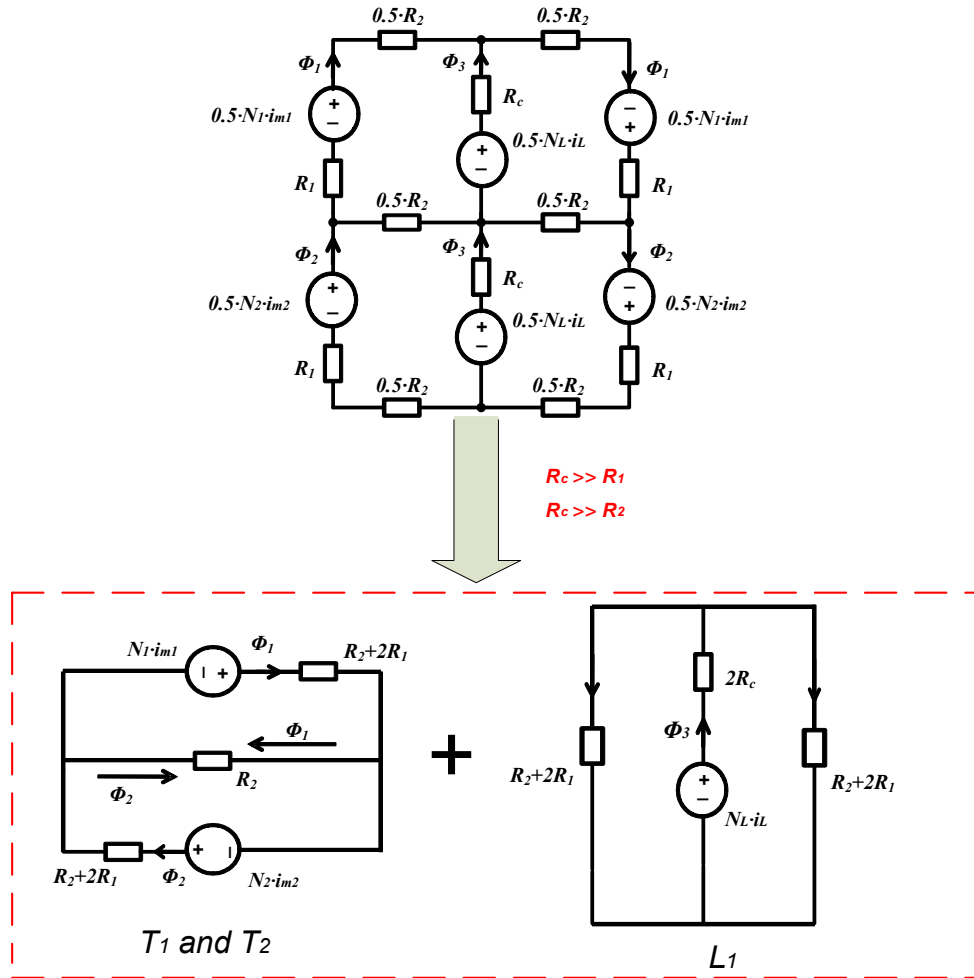 0.5·R2 0.5·R2
Φ1 Φ3 Φ1
+ Rc −
0.5·N1·im1 − + 0.5·N1·im1
0.5·NL·iL
+
−
R1 R1
0.5·R2 0.5·R2
Φ2 Φ3 Φ2
Rc
+ −
0.5·N2·im2 − + 0.5·N2·im2
0.5·NL·iL
+
−
R1 R1
0.5·R2 0.5·R2
Rc >> R1
Rc >> R2
N1·im1 Φ1 R2+2R1
− +
Φ1
R2
Φ2
+ −
R2+2R1 Φ2 N2·im2
T1 and T2
+
2Rc
Φ3
R2+2R1 R2+2R1
+
−
NL·iL
L1